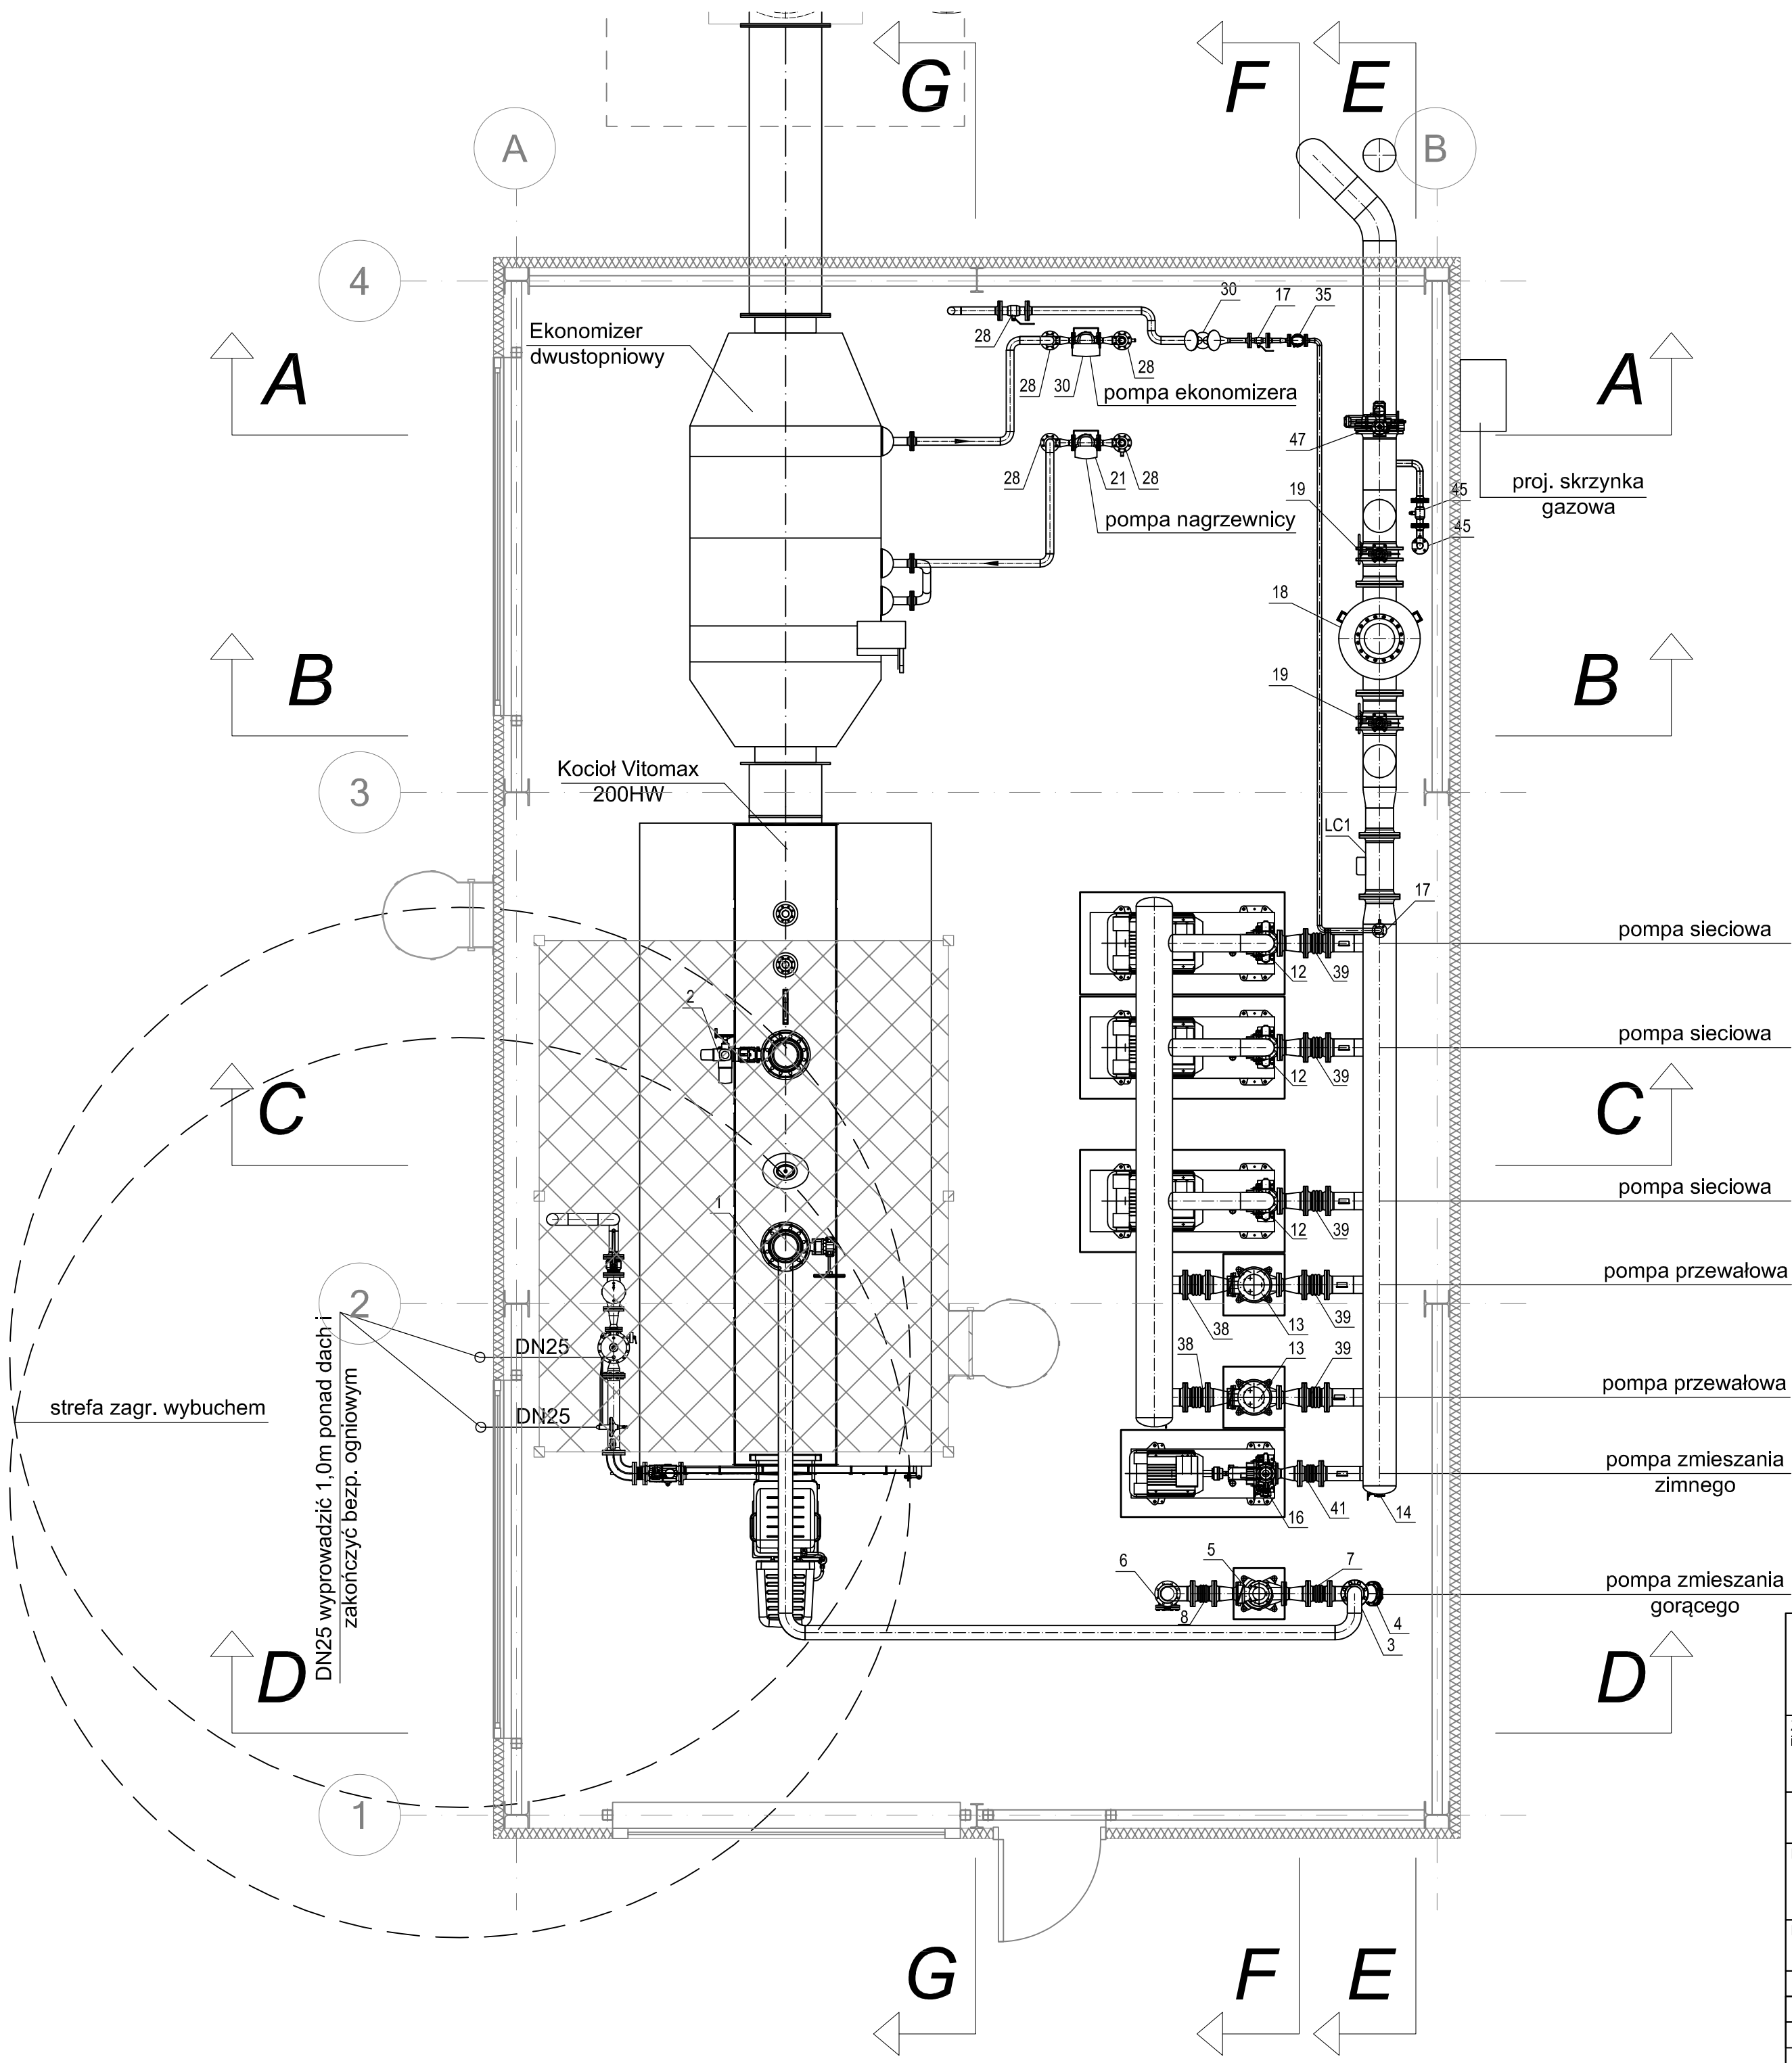 G
F
E
A
B
4
30
17
35
Ekonomizer
dwustopniowy
28
28
28
30
pompa ekonomizera
A
A
47
28
21
28
proj. skrzynka
gazowa
19
45
pompa nagrzewnicy
45
18
B
B
19
Kocioł Vitomax
200HW
3
LC1
17
pompa sieciowa
12
39
2
pompa sieciowa
12
39
C
C
pompa sieciowa
1
12
39
pompa przewałowa
2
38
13
39
DN25
38
13
39
pompa przewałowa
strefa zagr. wybuchem
DN25
DN25 wyprowadzić 1,0m ponad dach i
zakończyć bezp. ogniowym
pompa zmieszania
zimnego
16
41
14
6
5
7
pompa zmieszania
gorącego
8
4
3
D
D
1
G
F
E